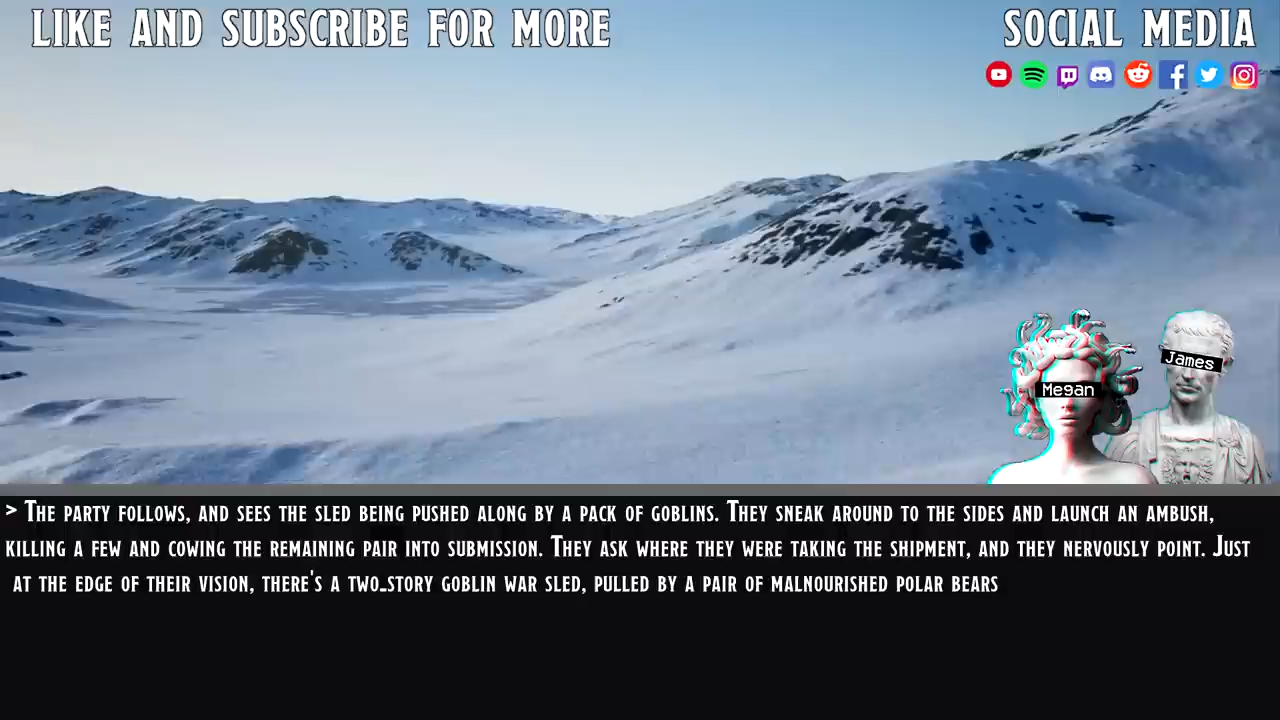 LIKE AND SUBSCRIBE FOR MORE
SOCIAL MEDIA
Megan
James
> The party follows, and sees the sled being pushed along by a pack of goblins. They sneak around to the sides and launch an ambush,
killing a few and cowing the remaining pair into submission. They ask where they were taking the shipment, and they nervously point. Just
at the edge of their vision, there's a two-story goblin war sled, pulled by a pair of malnourished polar bears